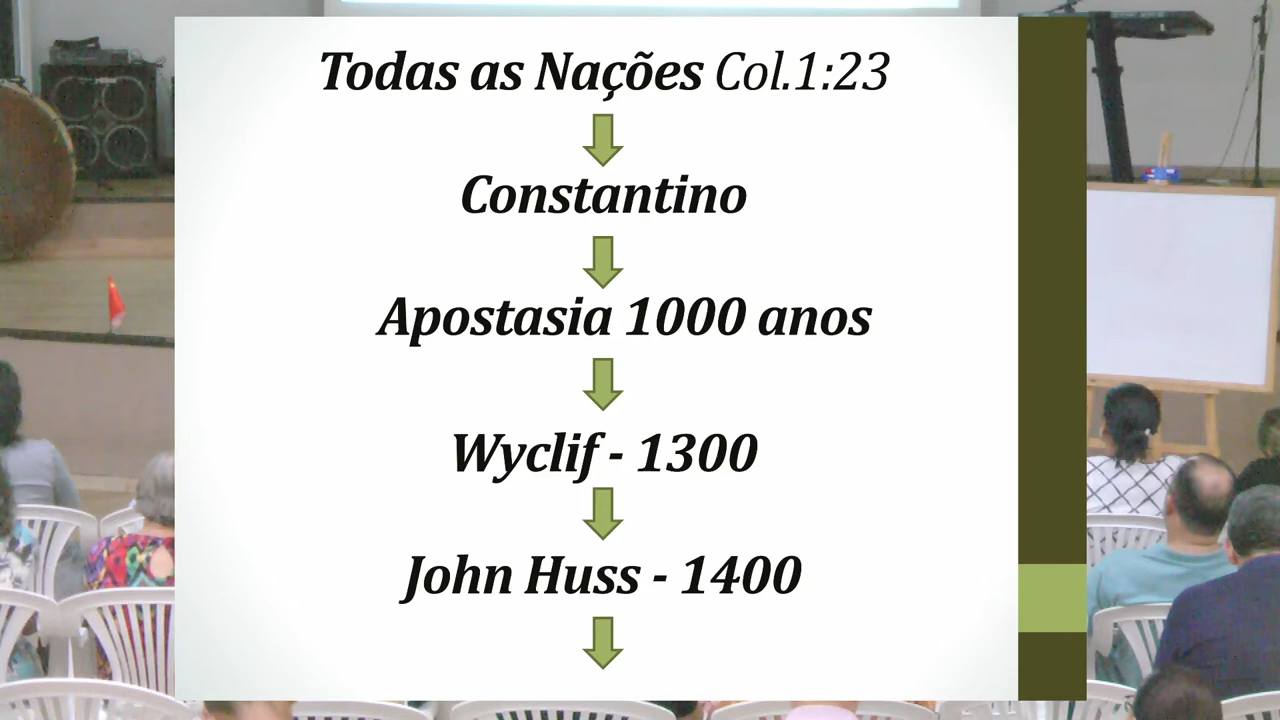 Todas as Nações Col.1:23
Constantino
Apostasia 1000 anos
Wyclif - 1300
John Huss - 1400